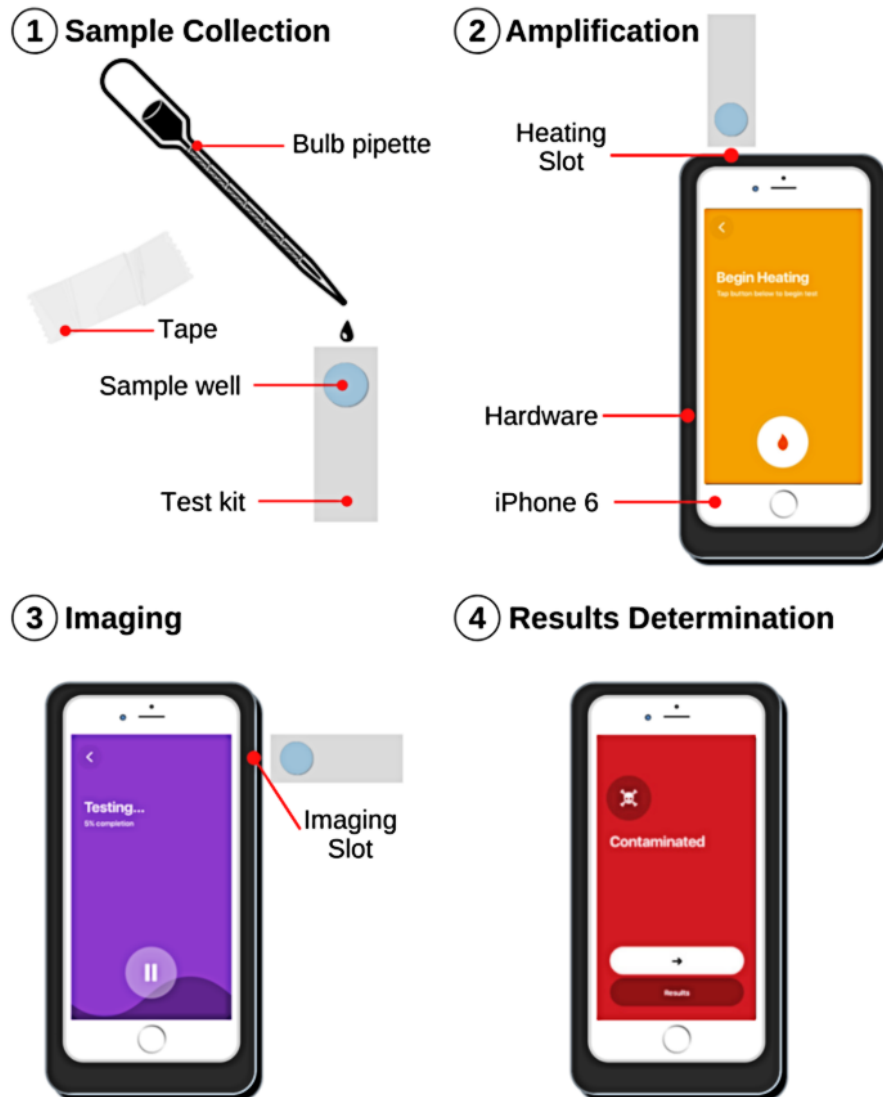 1 Sample Collection
Bulb pipette
Tape
Sample well
Test kit
2 Amplification
Heating
Slot
Begin Heating
Tap button below to begin test
Hardware
iPhone 6
3 Imaging
Testing...
5% completion
Imaging
Slot
4 Results Determination
Contaminated
Results